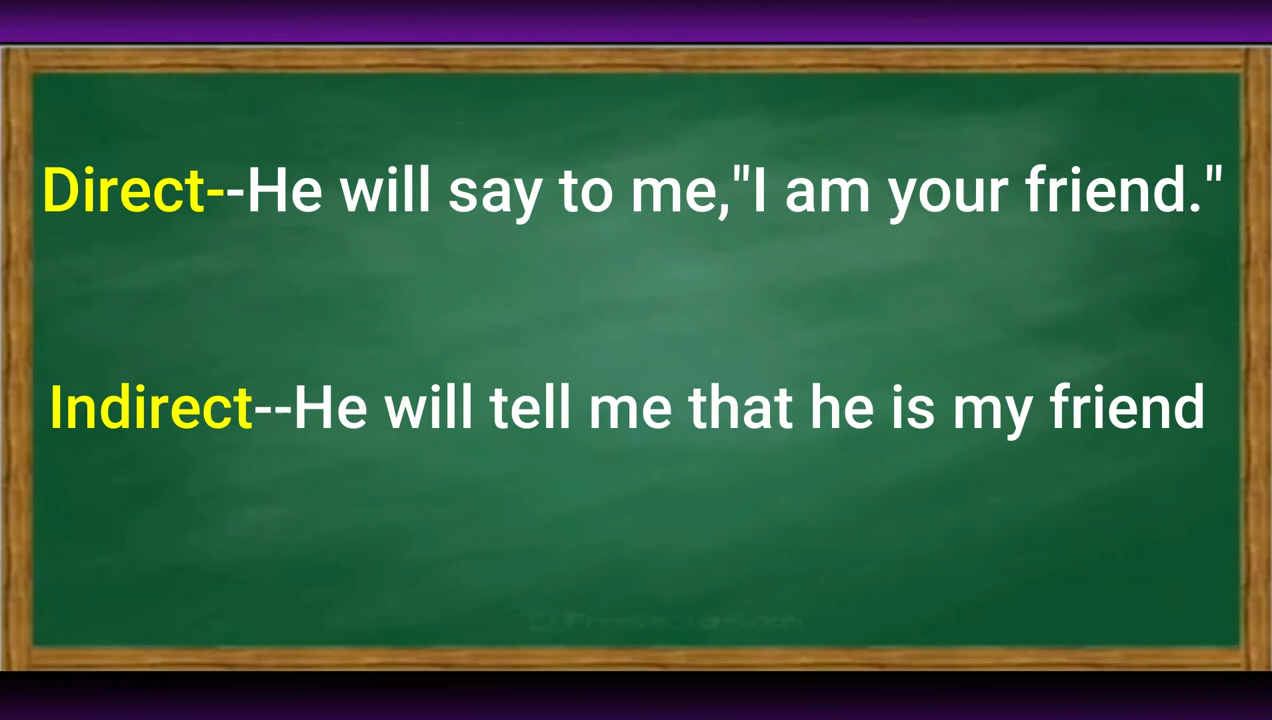 Direct--He will say to me,"I am your friend."
Indirect--He will tell me that he is my friend